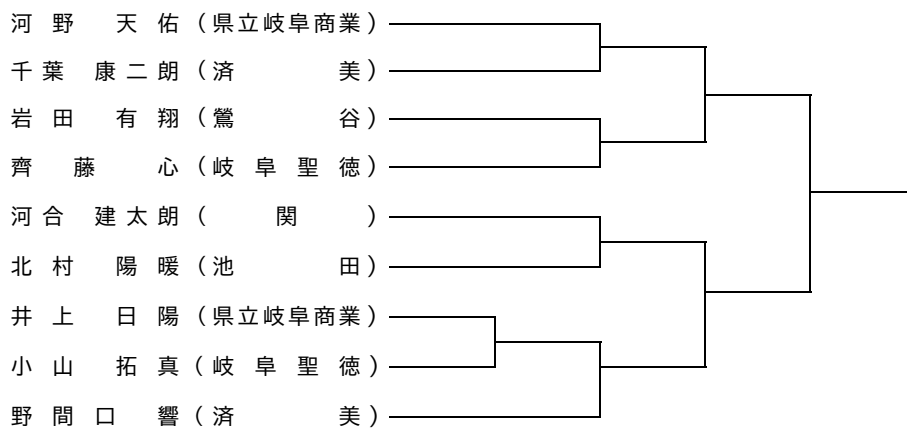 河野 天佑（県立岐阜商業）
千葉 康二朗（済美）
岩田 有翔（鶯谷）
齊藤 心（岐阜聖徳）
河合 建太朗（関）
北村 陽暖（池田）
井上 日陽（県立岐阜商業）
小山 拓真（岐阜聖徳）
野間口 響（済美）